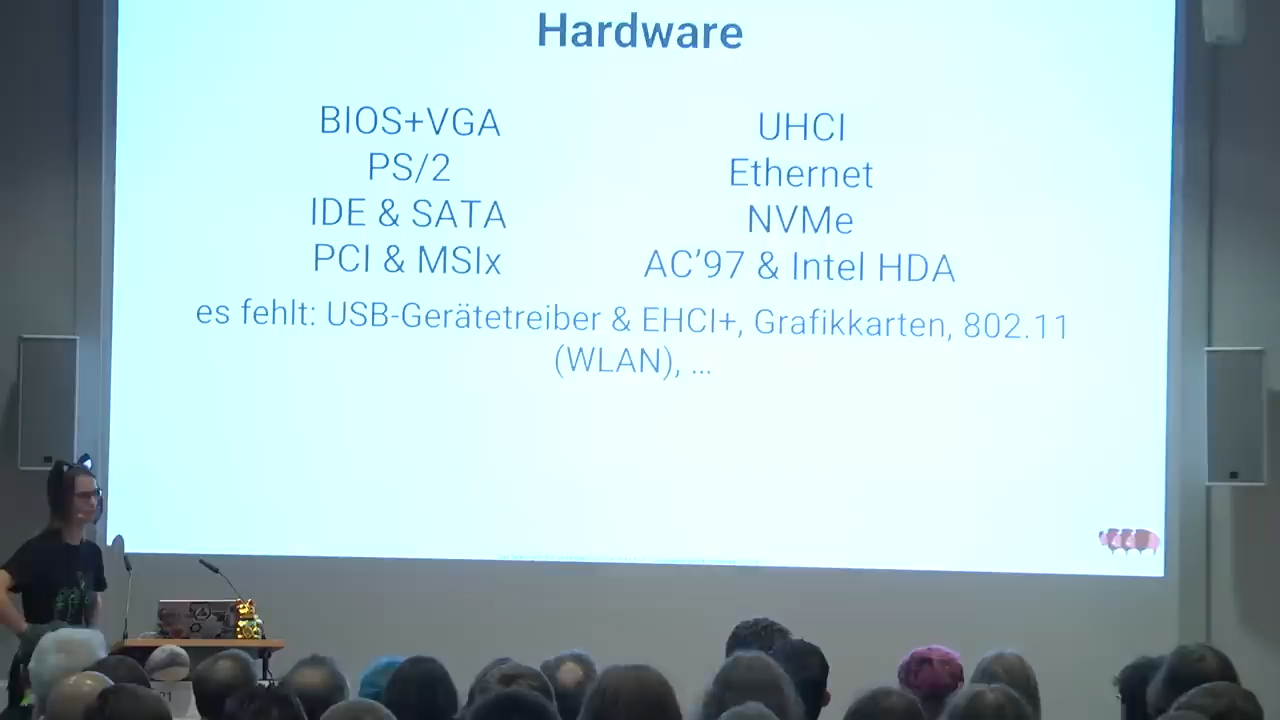 Hardware
BIOS+VGA
PS/2
IDE & SATA
PCI & MSIx
UHCI
Ethernet
NVMe
AC’97 & Intel HDA
es fehlt: USB-Gerätetreiber & EHCI+, Grafikkarten, 802.11
(WLAN), ...